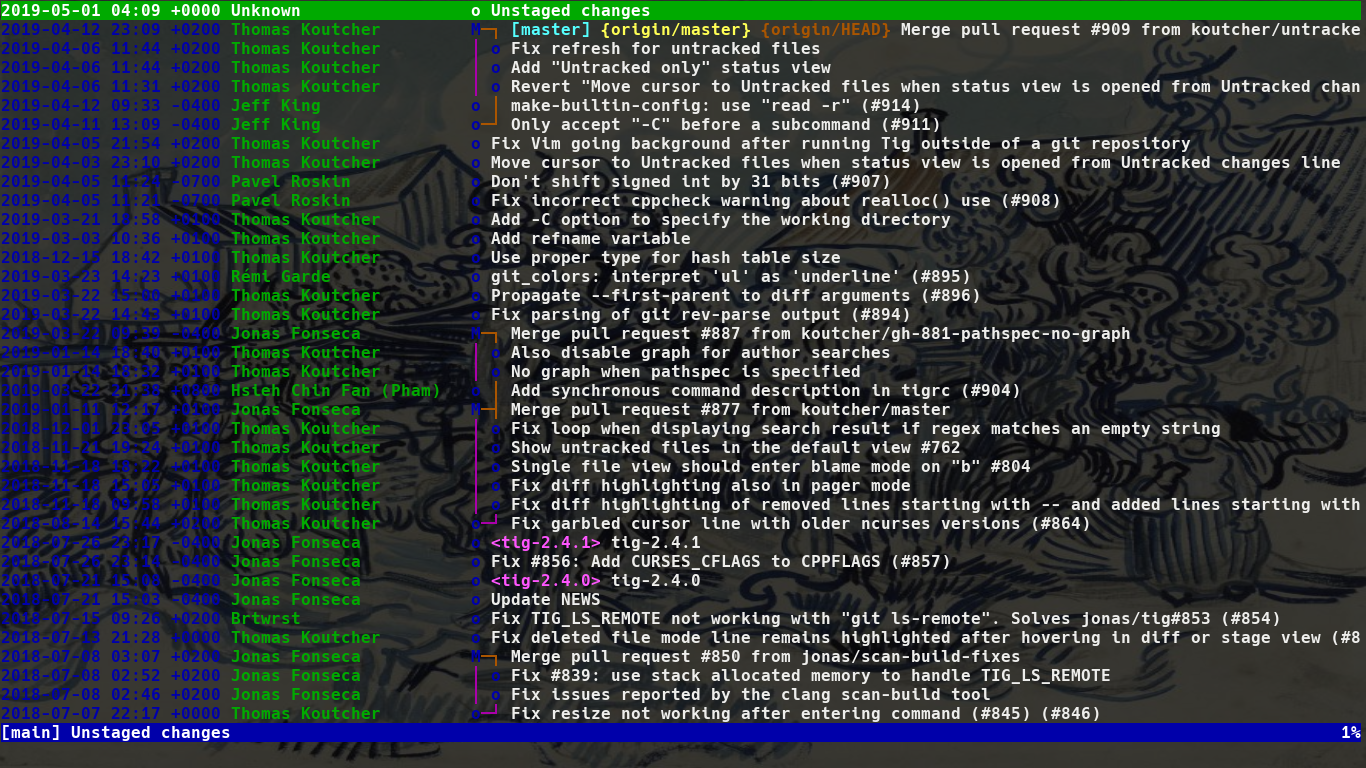 2019-05-01 04:09 +0000 Unknown o Unstaged changes
2019-04-12 23:09 +0200 Thomas Koutcher M─┐ [master] {origin/master} {origin/HEAD} Merge pull request #909 from koutcher/untracke
2019-04-06 11:44 +0200 Thomas Koutcher │ o Fix refresh for untracked files
2019-04-06 11:44 +0200 Thomas Koutcher │ o Add "Untracked only" status view
2019-04-06 11:31 +0200 Thomas Koutcher │ o Revert "Move cursor to Untracked files when status view is opened from Untracked chan
2019-04-12 09:33 -0400 Jeff King o │ make-builtin-config: use "read -r" (#914)
2019-04-11 13:09 -0400 Jeff King o─┘ Only accept "-C" before a subcommand (#911)
2019-04-05 21:54 +0200 Thomas Koutcher o Fix Vim going background after running Tig outside of a git repository
2019-04-03 23:10 +0200 Thomas Koutcher o Move cursor to Untracked files when status view is opened from Untracked changes line
2019-04-05 11:24 -0700 Pavel Roskin o Don't shift signed int by 31 bits (#907)
2019-04-05 11:21 -0700 Pavel Roskin o Fix incorrect cppcheck warning about realloc() use (#908)
2019-03-21 18:58 +0100 Thomas Koutcher o Add -C option to specify the working directory
2019-03-03 10:36 +0100 Thomas Koutcher o Add refname variable
2018-12-15 18:42 +0100 Thomas Koutcher o Use proper type for hash table size
2019-03-23 14:23 +0100 Rémi Garde o git_colors: interpret 'ul' as 'underline' (#895)
2019-03-22 15:00 +0100 Thomas Koutcher o Propagate --first-parent to diff arguments (#896)
2019-03-22 14:43 +0100 Thomas Koutcher o Fix parsing of git rev-parse output (#894)
2019-03-22 09:39 -0400 Jonas Fonseca M─┐ Merge pull request #887 from koutcher/gh-881-pathspec-no-graph
2019-01-14 18:40 +0100 Thomas Koutcher │ o Also disable graph for author searches
2019-01-14 18:32 +0100 Thomas Koutcher │ o No graph when pathspec is specified
2019-03-22 21:38 +0800 Hsieh Chin Fan (Pham) o │ Add synchronous command description in tigrc (#904)
2019-01-11 12:17 +0100 Jonas Fonseca M─┤ Merge pull request #877 from koutcher/master
2018-12-01 22:05 +0100 Thomas Koutcher │ o Fix loop when displaying search result if regex matches an empty string
2018-11-21 19:24 +0100 Thomas Koutcher │ o Show untracked files in the default view #762
2018-11-18 18:22 +0100 Thomas Koutcher │ o Single file view should enter blame mode on "b" #804
2018-11-18 15:05 +0100 Thomas Koutcher │ o Fix diff highlighting also in pager mode
2018-11-18 09:58 +0100 Thomas Koutcher │ o Fix diff highlighting of removed lines starting with -- and added lines starting with
2018-08-14 15:44 +0200 Thomas Koutcher o─┘ Fix garbled cursor line with older ncurses versions (#864)
2018-07-26 23:17 -0400 Jonas Fonseca o <tig-2.4.1> tig-2.4.1
2018-07-26 23:14 -0400 Jonas Fonseca o Fix #856: Add CURSES_CFLAGS to CPPFLAGS (#857)
2018-07-21 15:08 -0400 Jonas Fonseca o <tig-2.4.0> tig-2.4.0
2018-07-21 15:03 -0400 Jonas Fonseca o Update NEWS
2018-07-15 09:26 +0200 Brtwrst o Fix TIG_LS_REMOTE not working with "git ls-remote". Solves jonas/tig#853 (#854)
2018-07-13 21:28 +0000 Thomas Koutcher o Fix deleted file mode line remains highlighted after hovering in diff or stage view (#8
2018-07-08 03:07 +0200 Jonas Fonseca M─┐ Merge pull request #850 from jonas/scan-build-fixes
2018-07-08 02:52 +0200 Jonas Fonseca │ o Fix #839: use stack allocated memory to handle TIG_LS_REMOTE
2018-07-08 02:46 +0200 Jonas Fonseca │ o Fix issues reported by the clang scan-build tool
2018-07-07 22:17 +0000 Thomas Koutcher o─┘ Fix resize not working after entering command (#845) (#846)
[main] Unstaged changes 1%